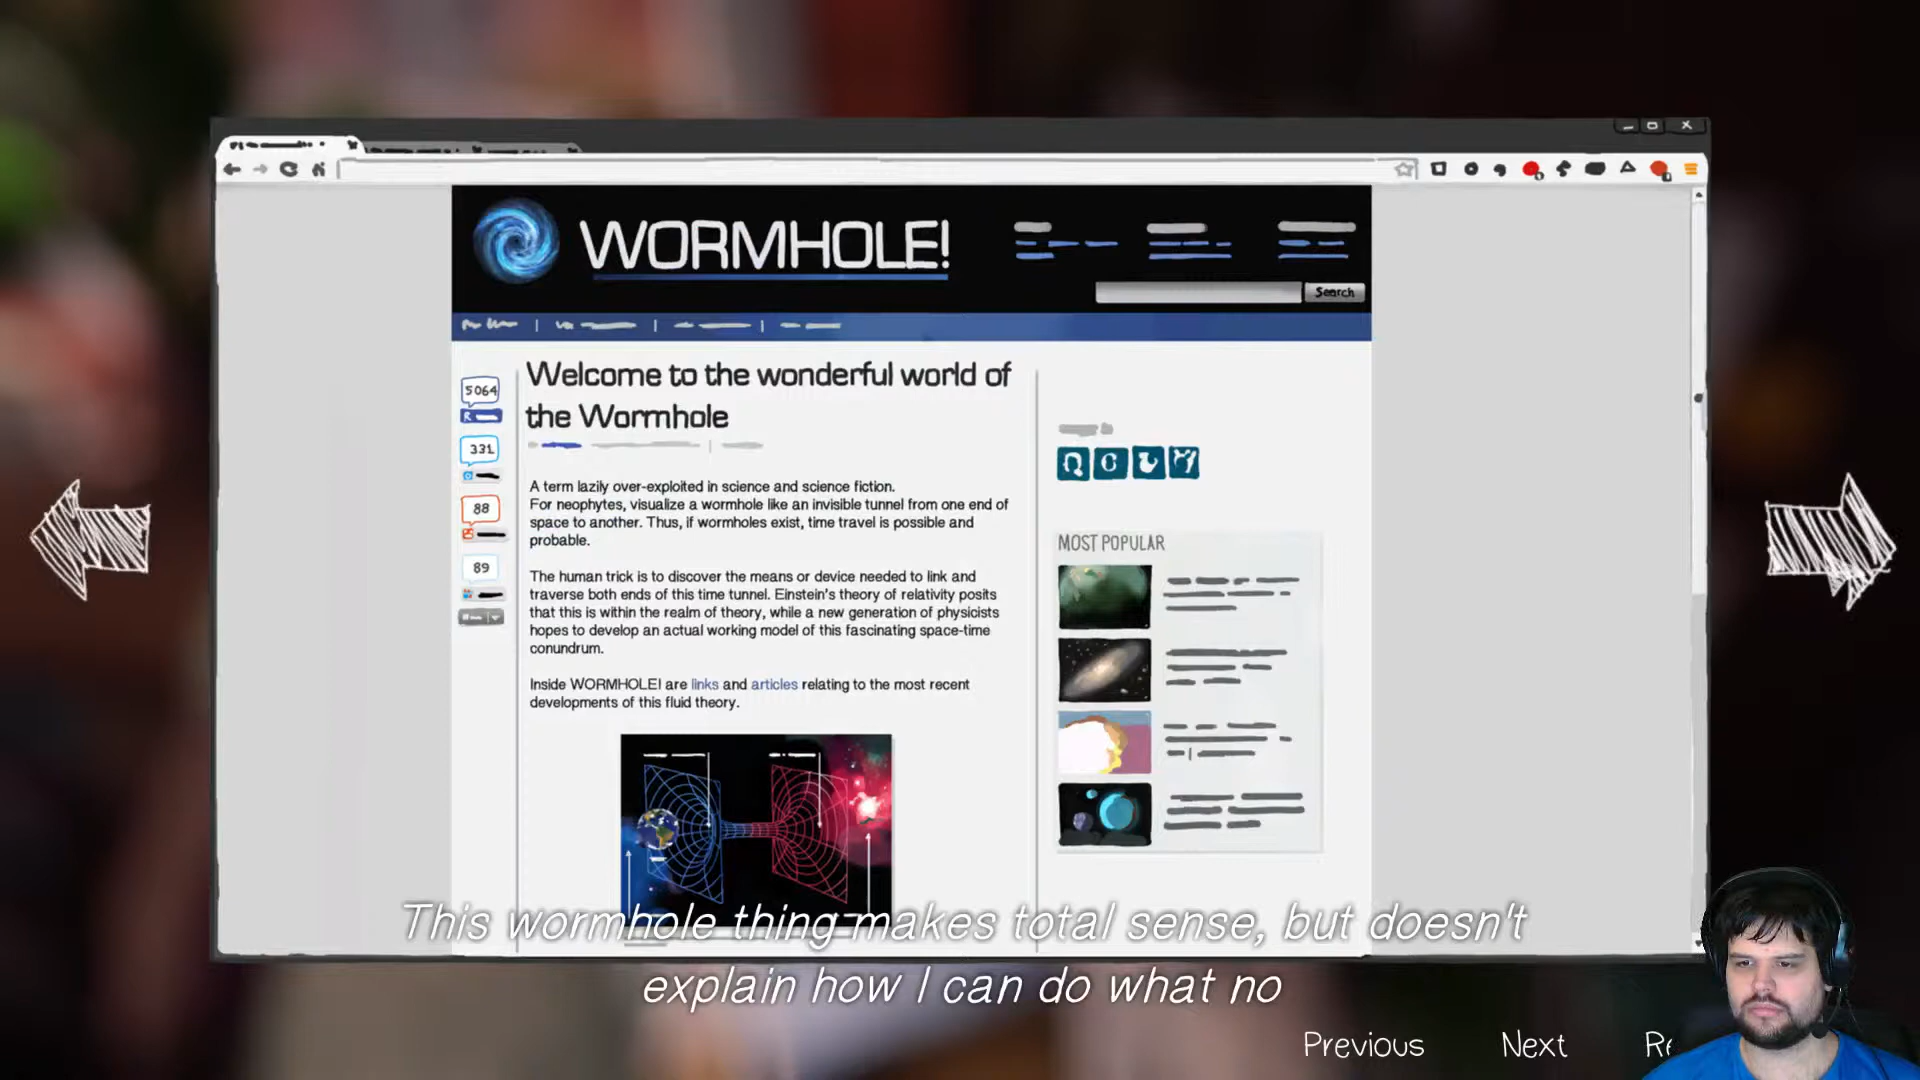 WORMHOLE!
Search
Welcome to the wonderful world of
the Wormhole
5064
331
88
89
A term lazily over-exploited in science and science fiction.
For neophytes, visualize a wormhole like an invisible tunnel from one end of
space to another. Thus, if wormholes exist, time travel is possible and
probable.
The human trick is to discover the means or device needed to link and
traverse both ends of this time tunnel. Einstein's theory of relativity posits
that this is within the realm of theory, while a new generation of physicists
hopes to develop an actual working model of this fascinating space-time
conundrum.
Inside WORMHOLE! are links and articles relating to the most recent
developments of this fluid theory.
MOST POPULAR
This wormhole thing makes total sense, but doesn't
explain how I can do what no
Previous
Next